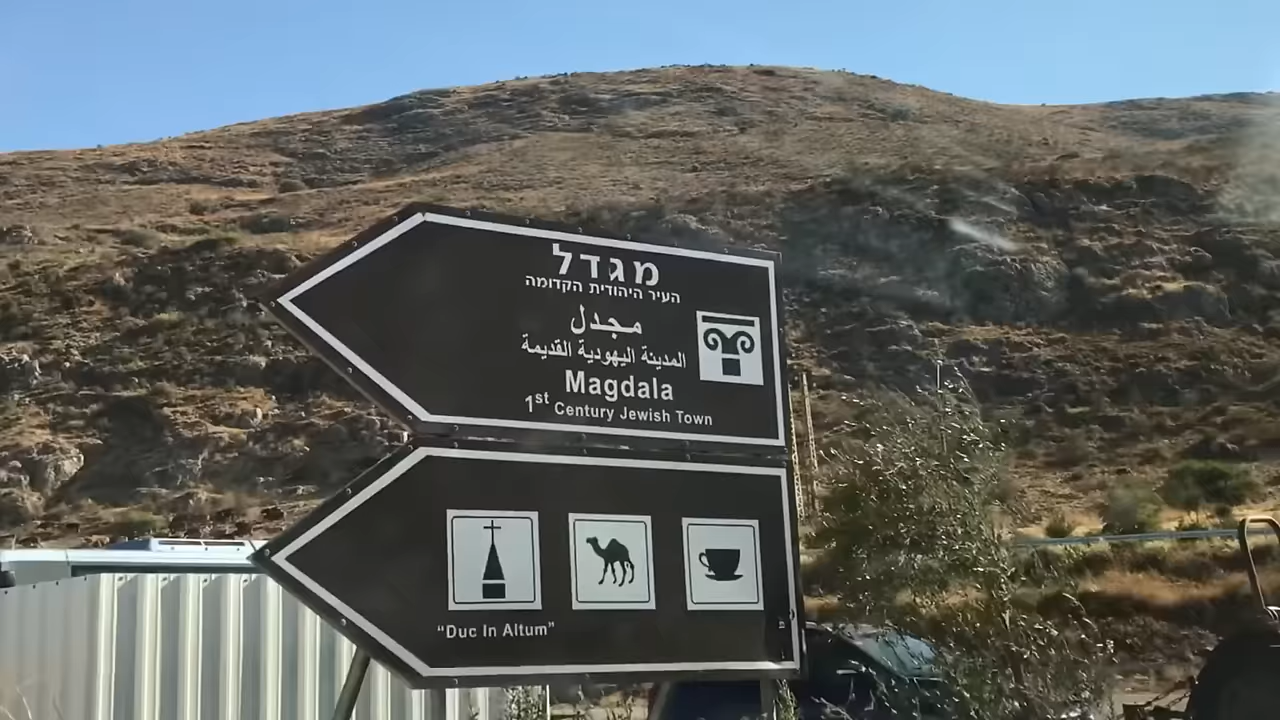 מגדל
העיר היהודית הקדומה
مجدل
المدينة اليهودية القديمة
Magdala
1st Century Jewish Town
"Duc In Altum"